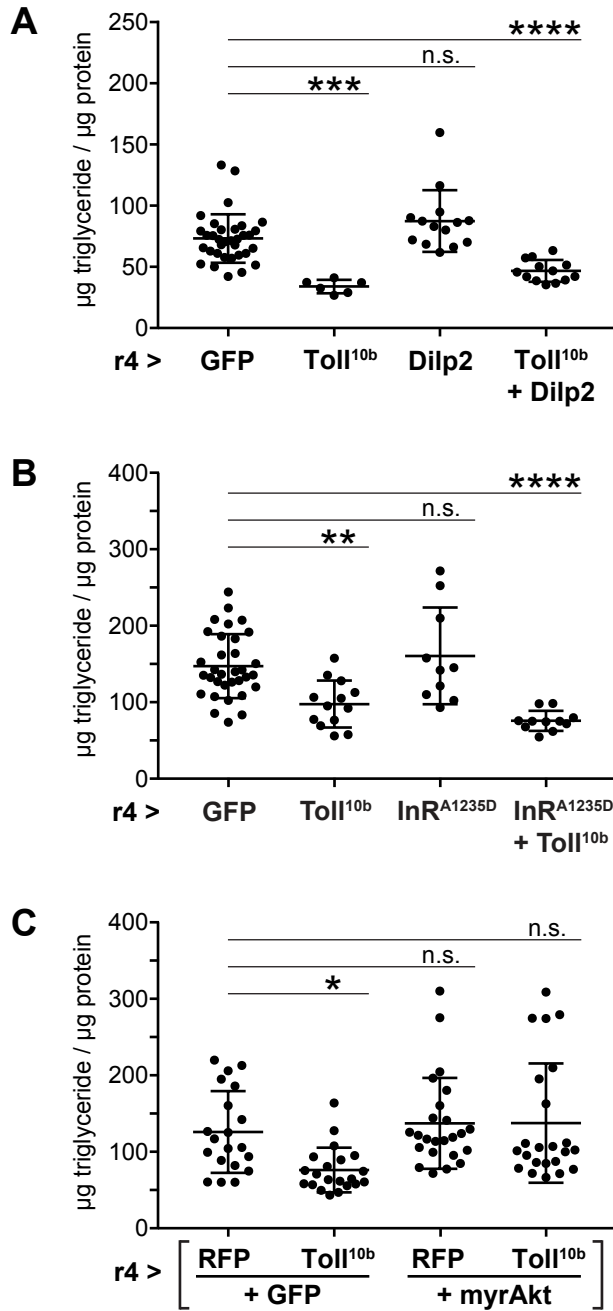 A
µg triglyceride / µg protein
250
200
150
100
50
0
****
n.s.
***
r4 > GFP Toll¹⁰ᵇ Dilp2 Toll¹⁰ᵇ
+ Dilp2
B
µg triglyceride / µg protein
400
300
200
100
0
****
n.s.
**
r4 > GFP Toll¹⁰ᵇ InRᴬ¹²³⁵ᴰ InRᴬ¹²³⁵ᴰ
+ Toll¹⁰ᵇ
C
µg triglyceride / µg protein
400
300
200
100
0
n.s.
n.s.
*
r4 > [ RFP Toll¹⁰ᵇ RFP Toll¹⁰ᵇ ]
+ GFP + myrAkt